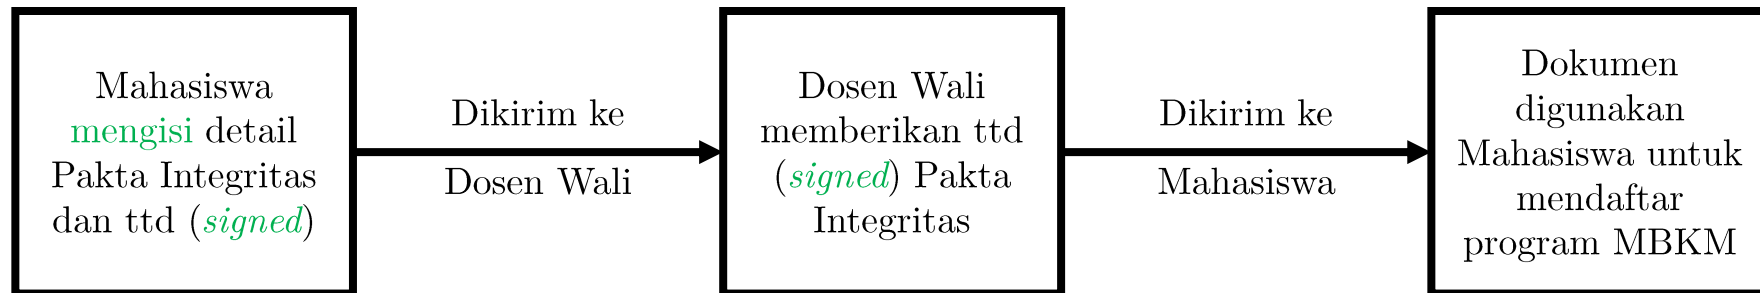 Mahasiswa
mengisi detail
Pakta Integritas
dan ttd (signed)
Dikirim ke
Dosen Wali
Dosen Wali
memberikan ttd
(signed) Pakta
Integritas
Dikirim ke
Mahasiswa
Dokumen
digunakan
Mahasiswa untuk
mendaftar
program MBKM